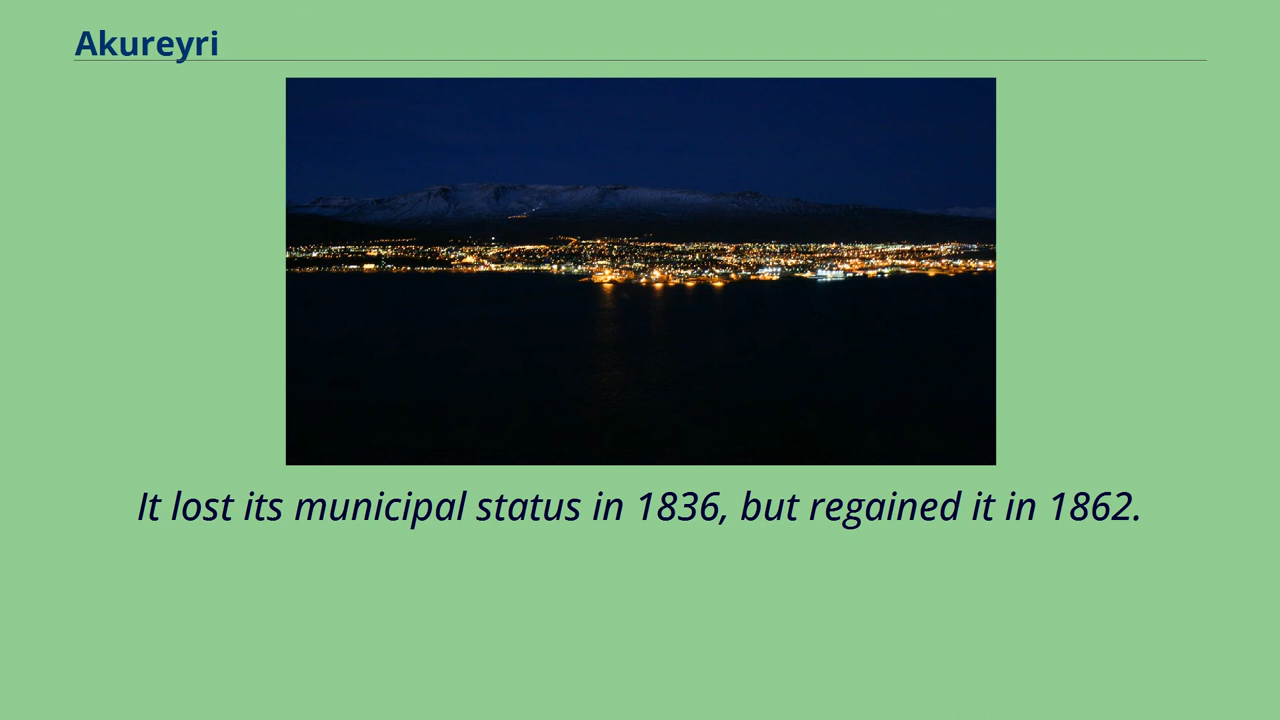 Akureyri
It lost its municipal status in 1836, but regained it in 1862.